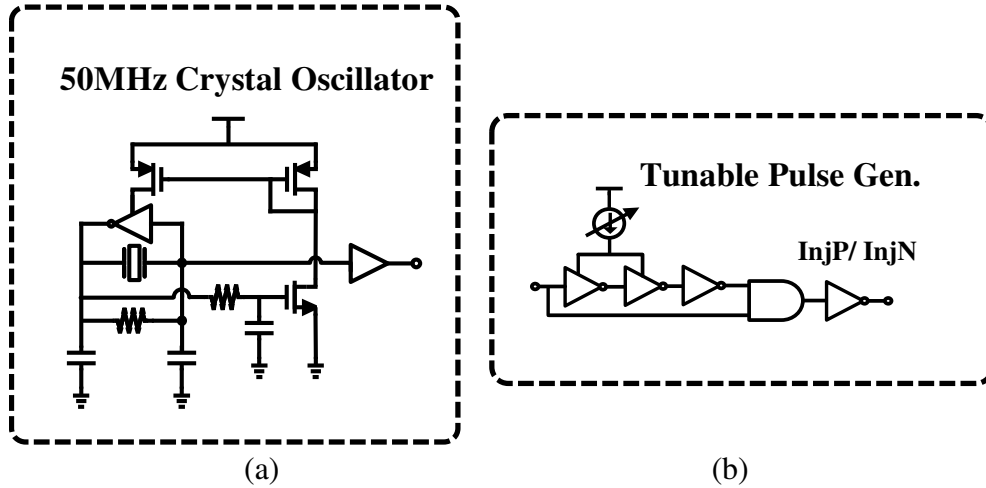 50MHz Crystal Oscillator
(a)
Tunable Pulse Gen.
InjP/ InjN
(b)